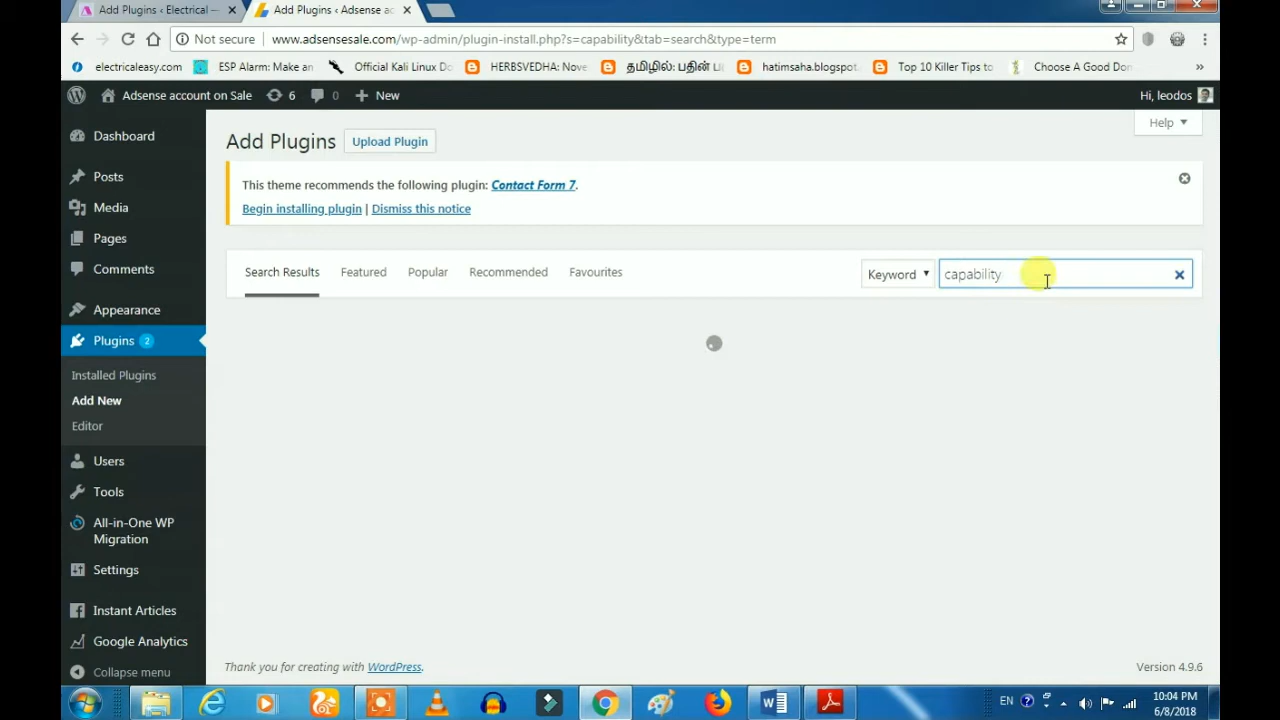 Add Plugins ‹ Electrical —
Add Plugins ‹ Adsense ac
Not secure
www.adsensesale.com/wp-admin/plugin-install.php?s=capability&tab=search&type=term
electricaleasy.com
ESP Alarm: Make an
Official Kali Linux Do
HERBSVEDHA: Nove
தமிழில்: பதின்
hatimsaha.blogspot.
Top 10 Killer Tips to
Choose A Good Don
»
Adsense account on Sale
6
0
New
Hi, leodos
Dashboard
Posts
Media
Pages
Comments
Appearance
Plugins 2
Installed Plugins
Add New
Editor
Users
Tools
All-in-One WP
Migration
Settings
Instant Articles
Google Analytics
Collapse menu
Help
Add Plugins
Upload Plugin
This theme recommends the following plugin: Contact Form 7.
Begin installing plugin | Dismiss this notice
Search Results
Featured
Popular
Recommended
Favourites
Keyword
capability
Thank you for creating with WordPress.
Version 4.9.6
EN
10:04 PM
6/8/2018